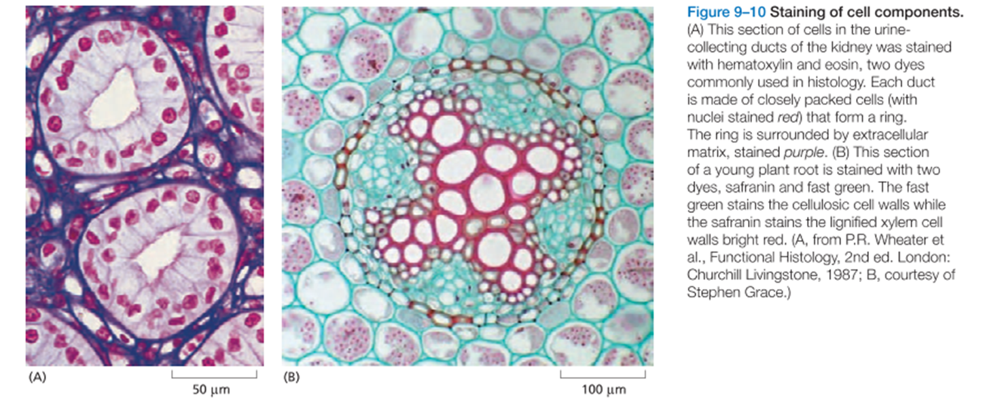 Figure 9–10 Staining of cell components.
(A) This section of cells in the urine-
collecting ducts of the kidney was stained
with hematoxylin and eosin, two dyes
commonly used in histology. Each duct
is made of closely packed cells (with
nuclei stained red) that form a ring.
The ring is surrounded by extracellular
matrix, stained purple. (B) This section
of a young plant root is stained with two
dyes, safranin and fast green. The fast
green stains the cellulosic cell walls while
the safranin stains the lignified xylem cell
walls bright red. (A, from P.R. Wheater et
al., Functional Histology, 2nd ed. London:
Churchill Livingstone, 1987; B, courtesy of
Stephen Grace.)
(A)
50 µm
(B)
100 µm